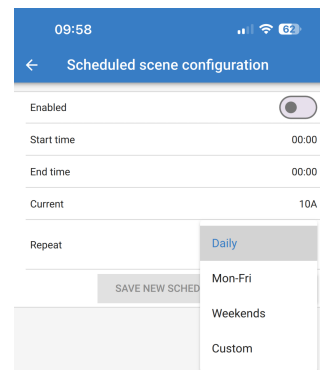 09:58 62
Scheduled scene configuration
Enabled
Start time 00:00
End time 00:00
Current 10A
Repeat Daily
Mon-Fri
SAVE NEW SCHED
Weekends
Custom